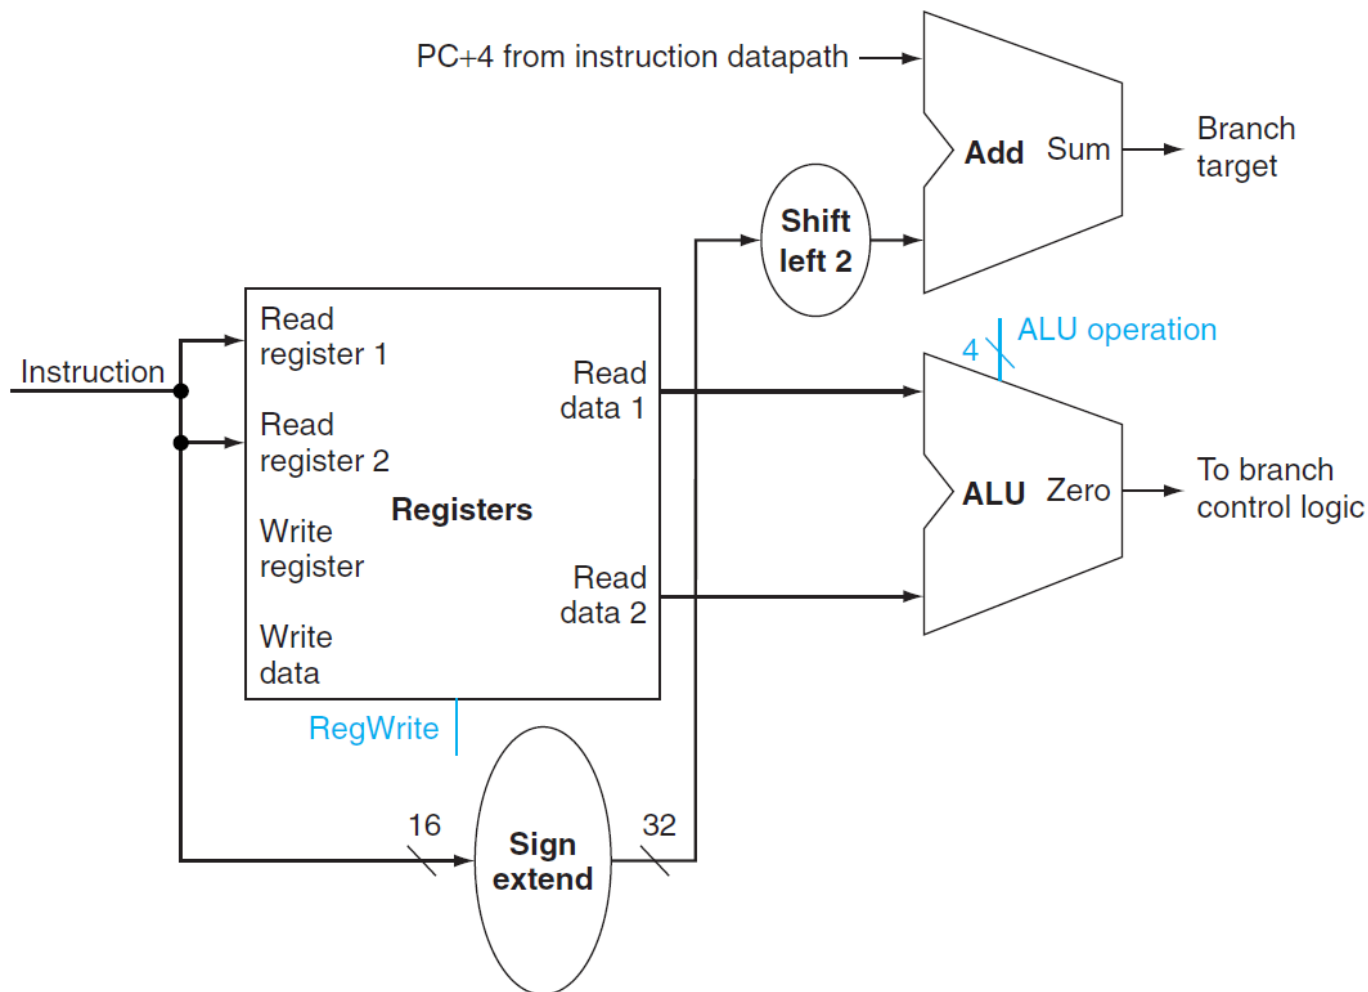 PC+4 from instruction datapath
Add Sum
Branch
target
Shift
left 2
ALU operation
4
Instruction
Read
register 1
Read
data 1
Read
register 2
Registers
ALU Zero
To branch
control logic
Write
register
Read
data 2
Write
data
RegWrite
16
Sign
extend
32